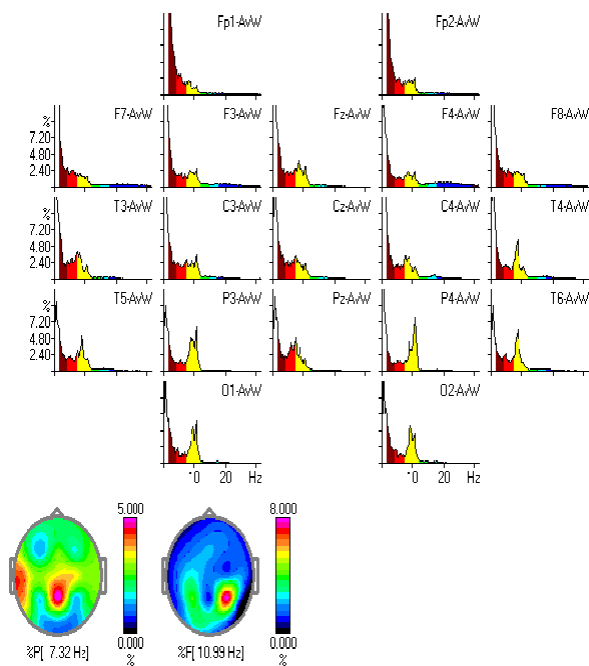 Fp1-AvW Fp2-AvW
% F7-AvW F3-AvW Fz-AvW F4-AvW F8-AvW
7.20
4.80
2.40
% T3-AvW C3-AvW Cz-AvW C4-AvW T4-AvW
7.20
4.80
2.40
% T5-AvW P3-AvW Pz-AvW P4-AvW T6-AvW
7.20
4.80
2.40
O1-AvW O2-AvW
10 20 Hz 10 20 Hz
5.000 8.000
0.000 0.000
%P[ 7.32 Hz] % %F[10.99 Hz] %